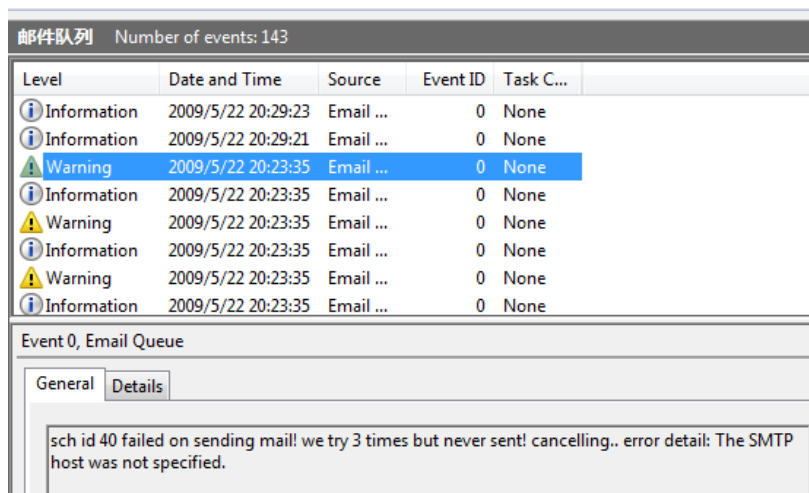 邮件队列 Number of events: 143
Level Date and Time Source Event ID Task C...
Information 2009/5/22 20:29:23 Email ... 0 None
Information 2009/5/22 20:29:21 Email ... 0 None
Warning 2009/5/22 20:23:35 Email ... 0 None
Information 2009/5/22 20:23:35 Email ... 0 None
Warning 2009/5/22 20:23:35 Email ... 0 None
Information 2009/5/22 20:23:35 Email ... 0 None
Warning 2009/5/22 20:23:35 Email ... 0 None
Information 2009/5/22 20:23:35 Email ... 0 None
Event 0, Email Queue
General Details
sch id 40 failed on sending mail! we try 3 times but never sent! cancelling.. error detail: The SMTP
host was not specified.